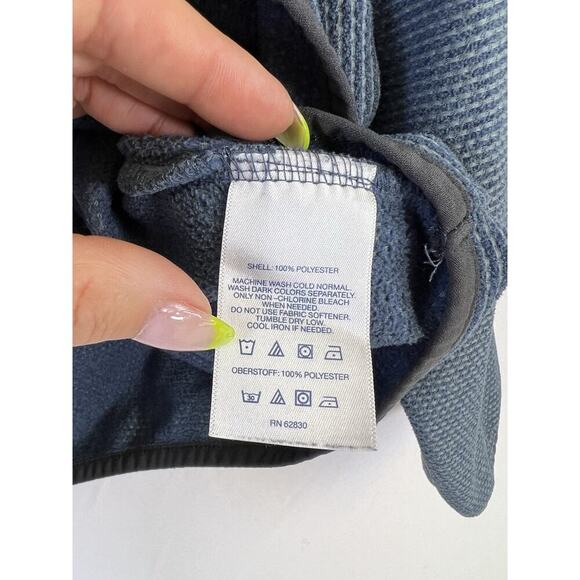 SHELL: 100% POLYESTER
MACHINE WASH COLD NORMAL.
WASH DARK COLORS SEPARATELY.
ONLY NON -CHLORINE BLEACH
WHEN NEEDED.
DO NOT USE FABRIC SOFTENER.
TUMBLE DRY LOW.
COOL IRON IF NEEDED.
OBERSTOFF: 100% POLYESTER
30
RN 62830